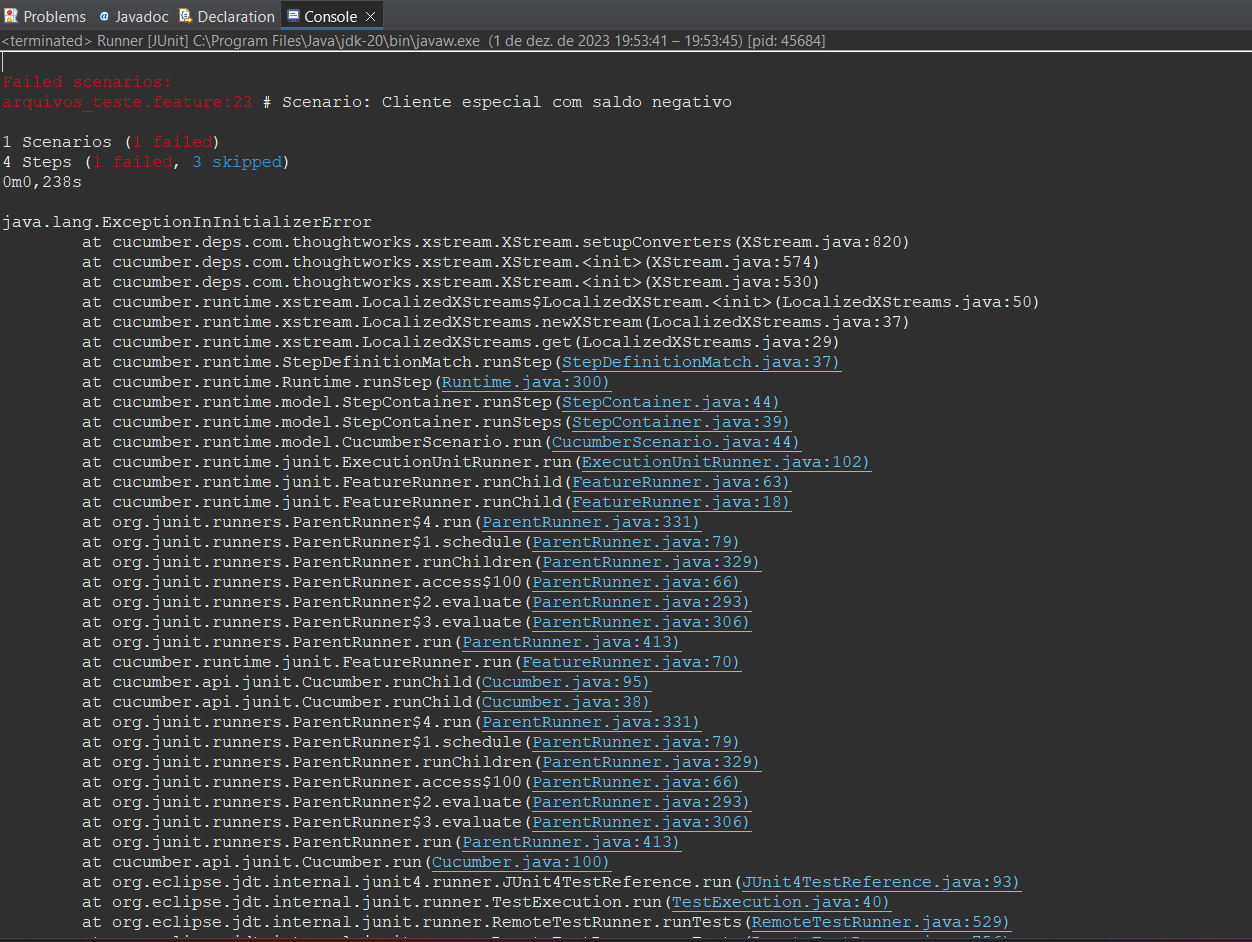 Problems Javadoc Declaration Console
<terminated> Runner [JUnit] C:\Program Files\Java\jdk-20\bin\javaw.exe (1 de dez. de 2023 19:53:41 – 19:53:45) [pid: 45684]
Failed scenarios:
arquivos_teste.feature:23 # Scenario: Cliente especial com saldo negativo
1 Scenarios (1 failed)
4 Steps (1 failed, 3 skipped)
0m0,238s
java.lang.ExceptionInInitializerError
at cucumber.deps.com.thoughtworks.xstream.XStream.setupConverters(XStream.java:820)
at cucumber.deps.com.thoughtworks.xstream.XStream.<init>(XStream.java:574)
at cucumber.deps.com.thoughtworks.xstream.XStream.<init>(XStream.java:530)
at cucumber.runtime.xstream.LocalizedXStreams$LocalizedXStream.<init>(LocalizedXStreams.java:50)
at cucumber.runtime.xstream.LocalizedXStreams.newXStream(LocalizedXStreams.java:37)
at cucumber.runtime.xstream.LocalizedXStreams.get(LocalizedXStreams.java:29)
at cucumber.runtime.StepDefinitionMatch.runStep(StepDefinitionMatch.java:37)
at cucumber.runtime.Runtime.runStep(Runtime.java:300)
at cucumber.runtime.model.StepContainer.runStep(StepContainer.java:44)
at cucumber.runtime.model.StepContainer.runSteps(StepContainer.java:39)
at cucumber.runtime.model.CucumberScenario.run(CucumberScenario.java:44)
at cucumber.runtime.junit.ExecutionUnitRunner.run(ExecutionUnitRunner.java:102)
at cucumber.runtime.junit.FeatureRunner.runChild(FeatureRunner.java:63)
at cucumber.runtime.junit.FeatureRunner.runChild(FeatureRunner.java:18)
at org.junit.runners.ParentRunner$4.run(ParentRunner.java:331)
at org.junit.runners.ParentRunner$1.schedule(ParentRunner.java:79)
at org.junit.runners.ParentRunner.runChildren(ParentRunner.java:329)
at org.junit.runners.ParentRunner.access$100(ParentRunner.java:66)
at org.junit.runners.ParentRunner$2.evaluate(ParentRunner.java:293)
at org.junit.runners.ParentRunner$3.evaluate(ParentRunner.java:306)
at org.junit.runners.ParentRunner.run(ParentRunner.java:413)
at cucumber.runtime.junit.FeatureRunner.run(FeatureRunner.java:70)
at cucumber.api.junit.Cucumber.runChild(Cucumber.java:95)
at cucumber.api.junit.Cucumber.runChild(Cucumber.java:38)
at org.junit.runners.ParentRunner$4.run(ParentRunner.java:331)
at org.junit.runners.ParentRunner$1.schedule(ParentRunner.java:79)
at org.junit.runners.ParentRunner.runChildren(ParentRunner.java:329)
at org.junit.runners.ParentRunner.access$100(ParentRunner.java:66)
at org.junit.runners.ParentRunner$2.evaluate(ParentRunner.java:293)
at org.junit.runners.ParentRunner$3.evaluate(ParentRunner.java:306)
at org.junit.runners.ParentRunner.run(ParentRunner.java:413)
at cucumber.api.junit.Cucumber.run(Cucumber.java:100)
at org.eclipse.jdt.internal.junit4.runner.JUnit4TestReference.run(JUnit4TestReference.java:93)
at org.eclipse.jdt.internal.junit.runner.TestExecution.run(TestExecution.java:40)
at org.eclipse.jdt.internal.junit.runner.RemoteTestRunner.runTests(RemoteTestRunner.java:529)